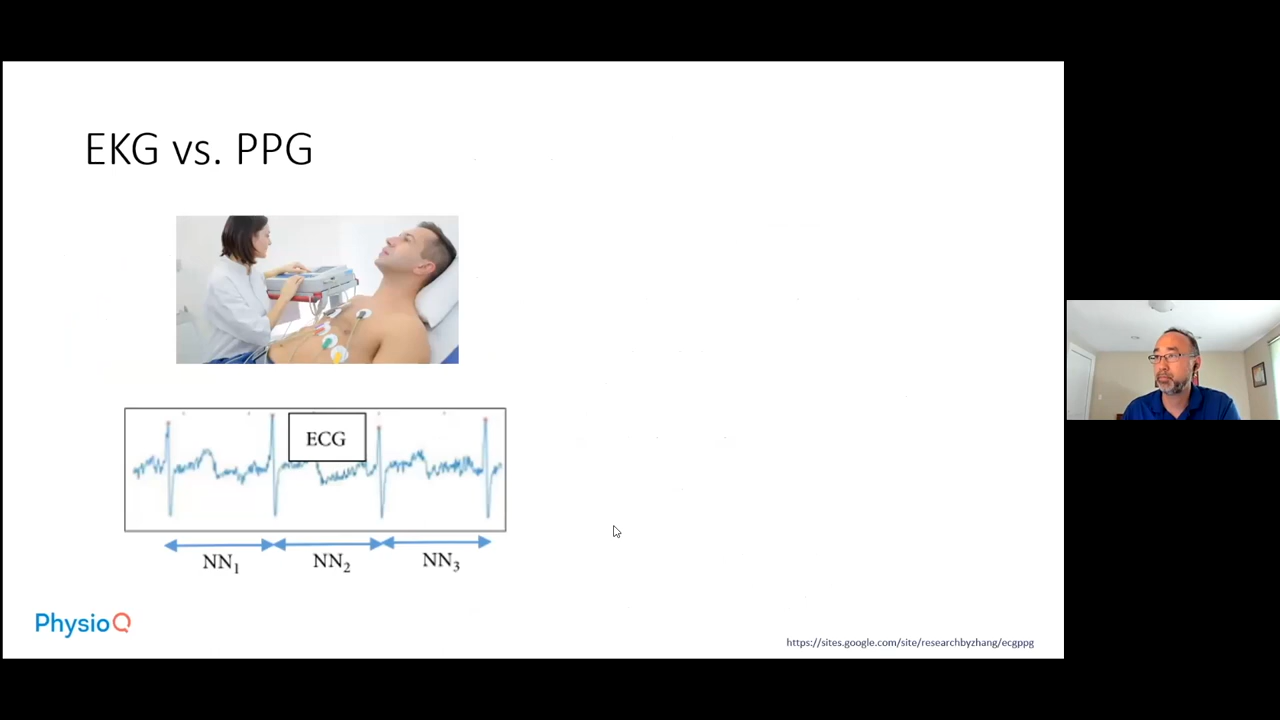 EKG vs. PPG
ECG
NN₁
NN₂
NN₃
PhysioQ
https://sites.google.com/site/researchbyzhang/ecgppg